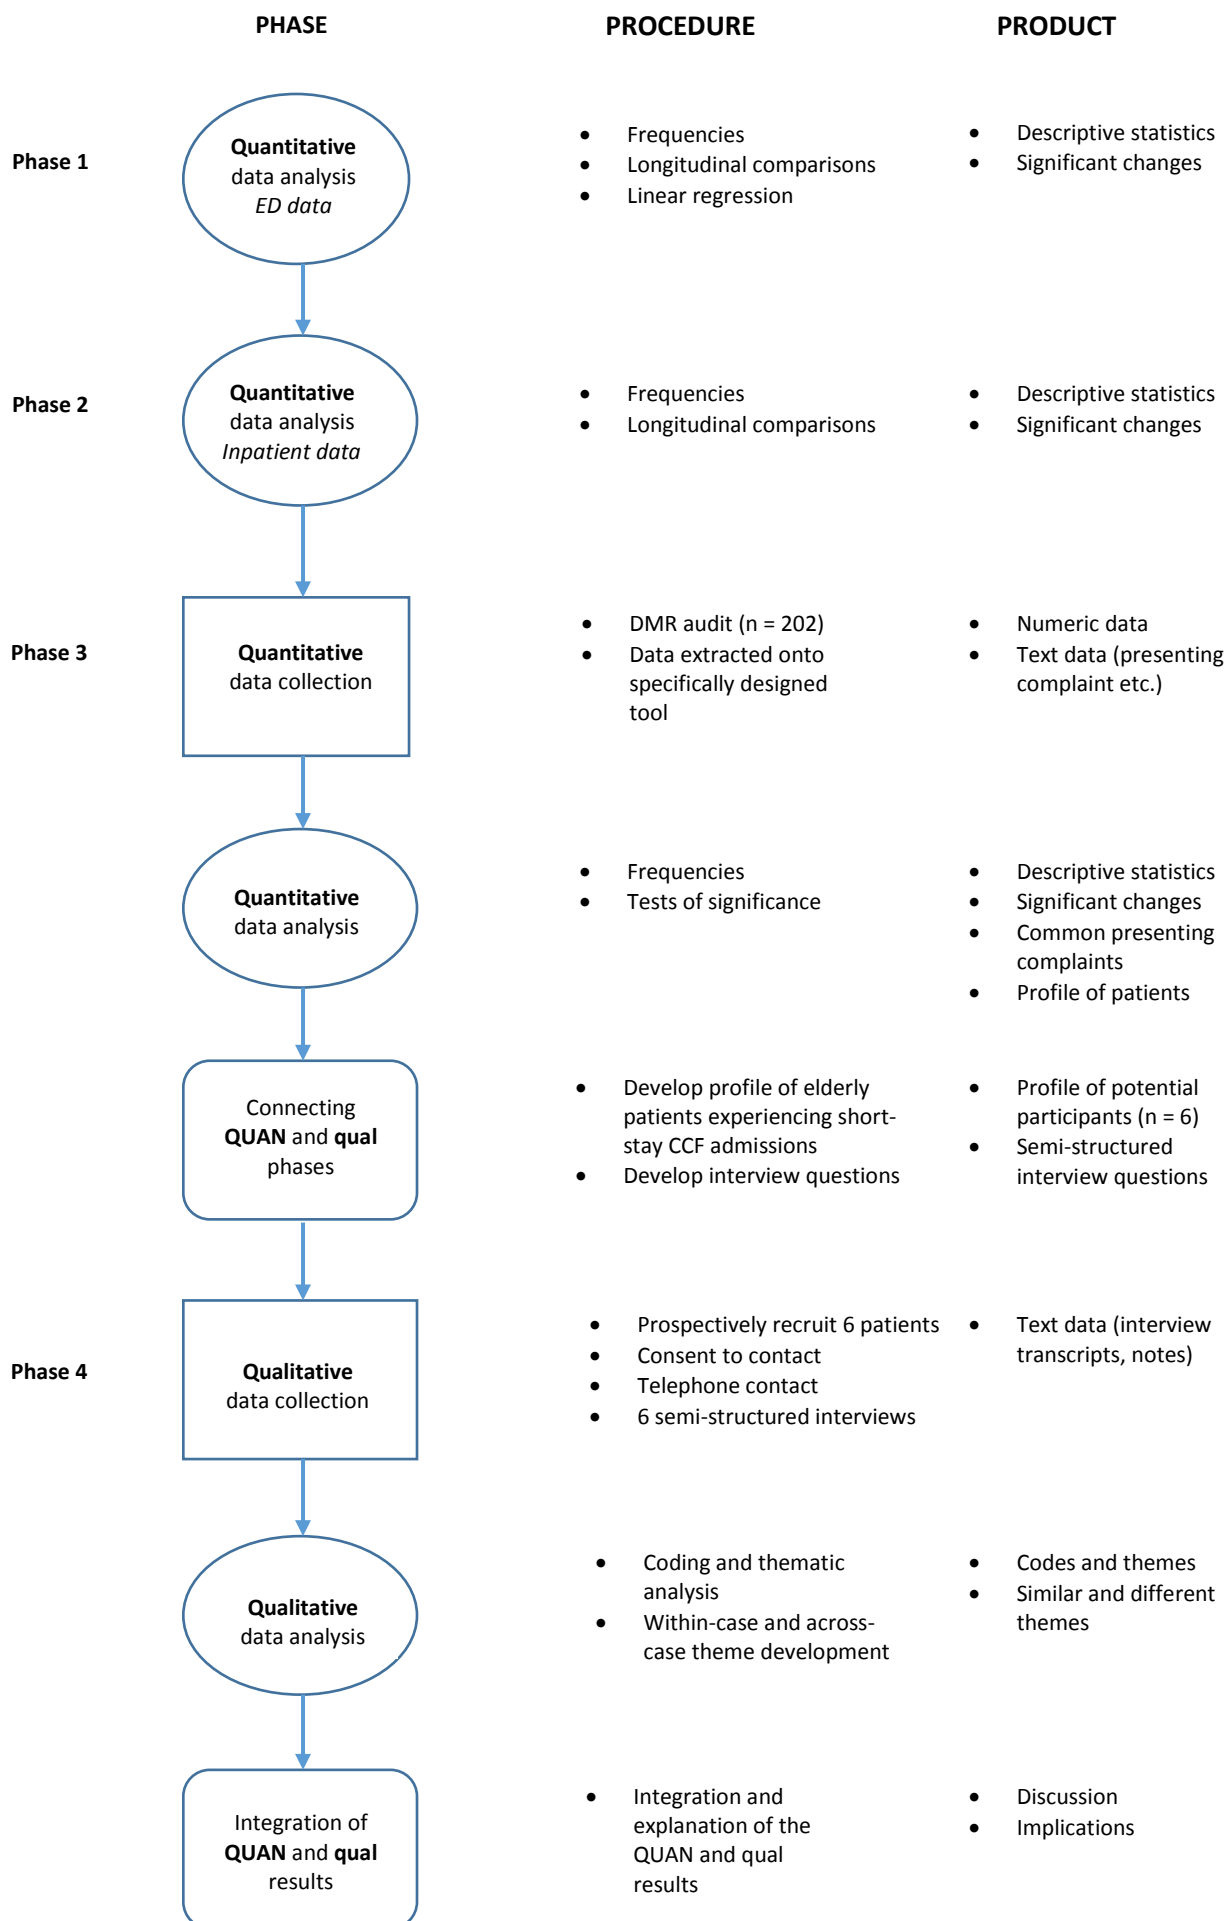 PHASE
PROCEDURE
PRODUCT
Phase 1
Quantitative
data analysis
ED data
• Frequencies
• Longitudinal comparisons
• Linear regression
• Descriptive statistics
• Significant changes
Phase 2
Quantitative
data analysis
Inpatient data
• Frequencies
• Longitudinal comparisons
• Descriptive statistics
• Significant changes
Phase 3
Quantitative
data collection
• DMR audit (n = 202)
• Data extracted onto
specifically designed
tool
• Numeric data
• Text data (presenting
complaint etc.)
Quantitative
data analysis
• Frequencies
• Tests of significance
• Descriptive statistics
• Significant changes
• Common presenting
complaints
• Profile of patients
Connecting
QUAN and qual
phases
• Develop profile of elderly
patients experiencing short-
stay CCF admissions
• Develop interview questions
• Profile of potential
participants (n = 6)
• Semi-structured
interview questions
Phase 4
Qualitative
data collection
• Prospectively recruit 6 patients
• Consent to contact
• Telephone contact
• 6 semi-structured interviews
• Text data (interview
transcripts, notes)
Qualitative
data analysis
• Coding and thematic
analysis
• Within-case and across-
case theme development
• Codes and themes
• Similar and different
themes
Integration of
QUAN and qual
results
• Integration and
explanation of the
QUAN and qual
results
• Discussion
• Implications